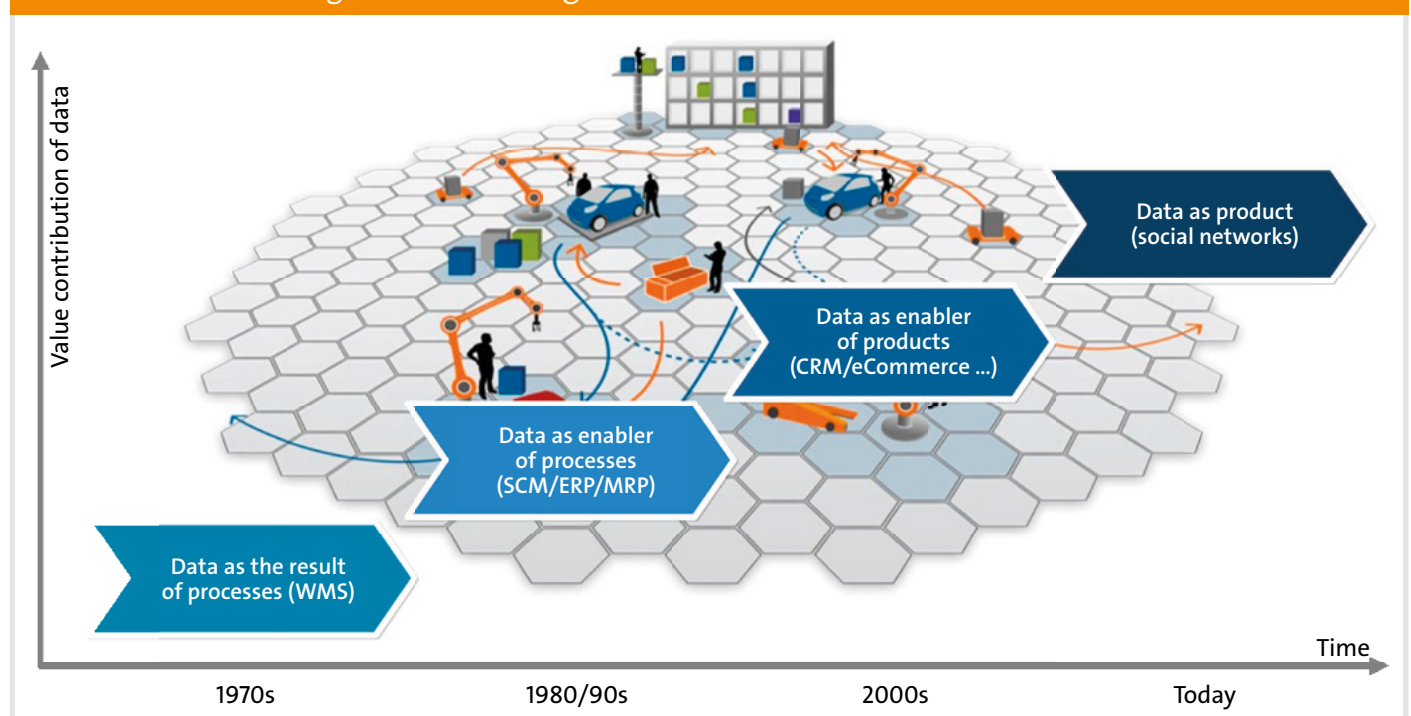 Value contribution of data
Data as product
(social networks)
Data as enabler
of products
(CRM/eCommerce ...)
Data as enabler
of processes
(SCM/ERP/MRP)
Data as the result
of processes (WMS)
Time
1970s
1980/90s
2000s
Today